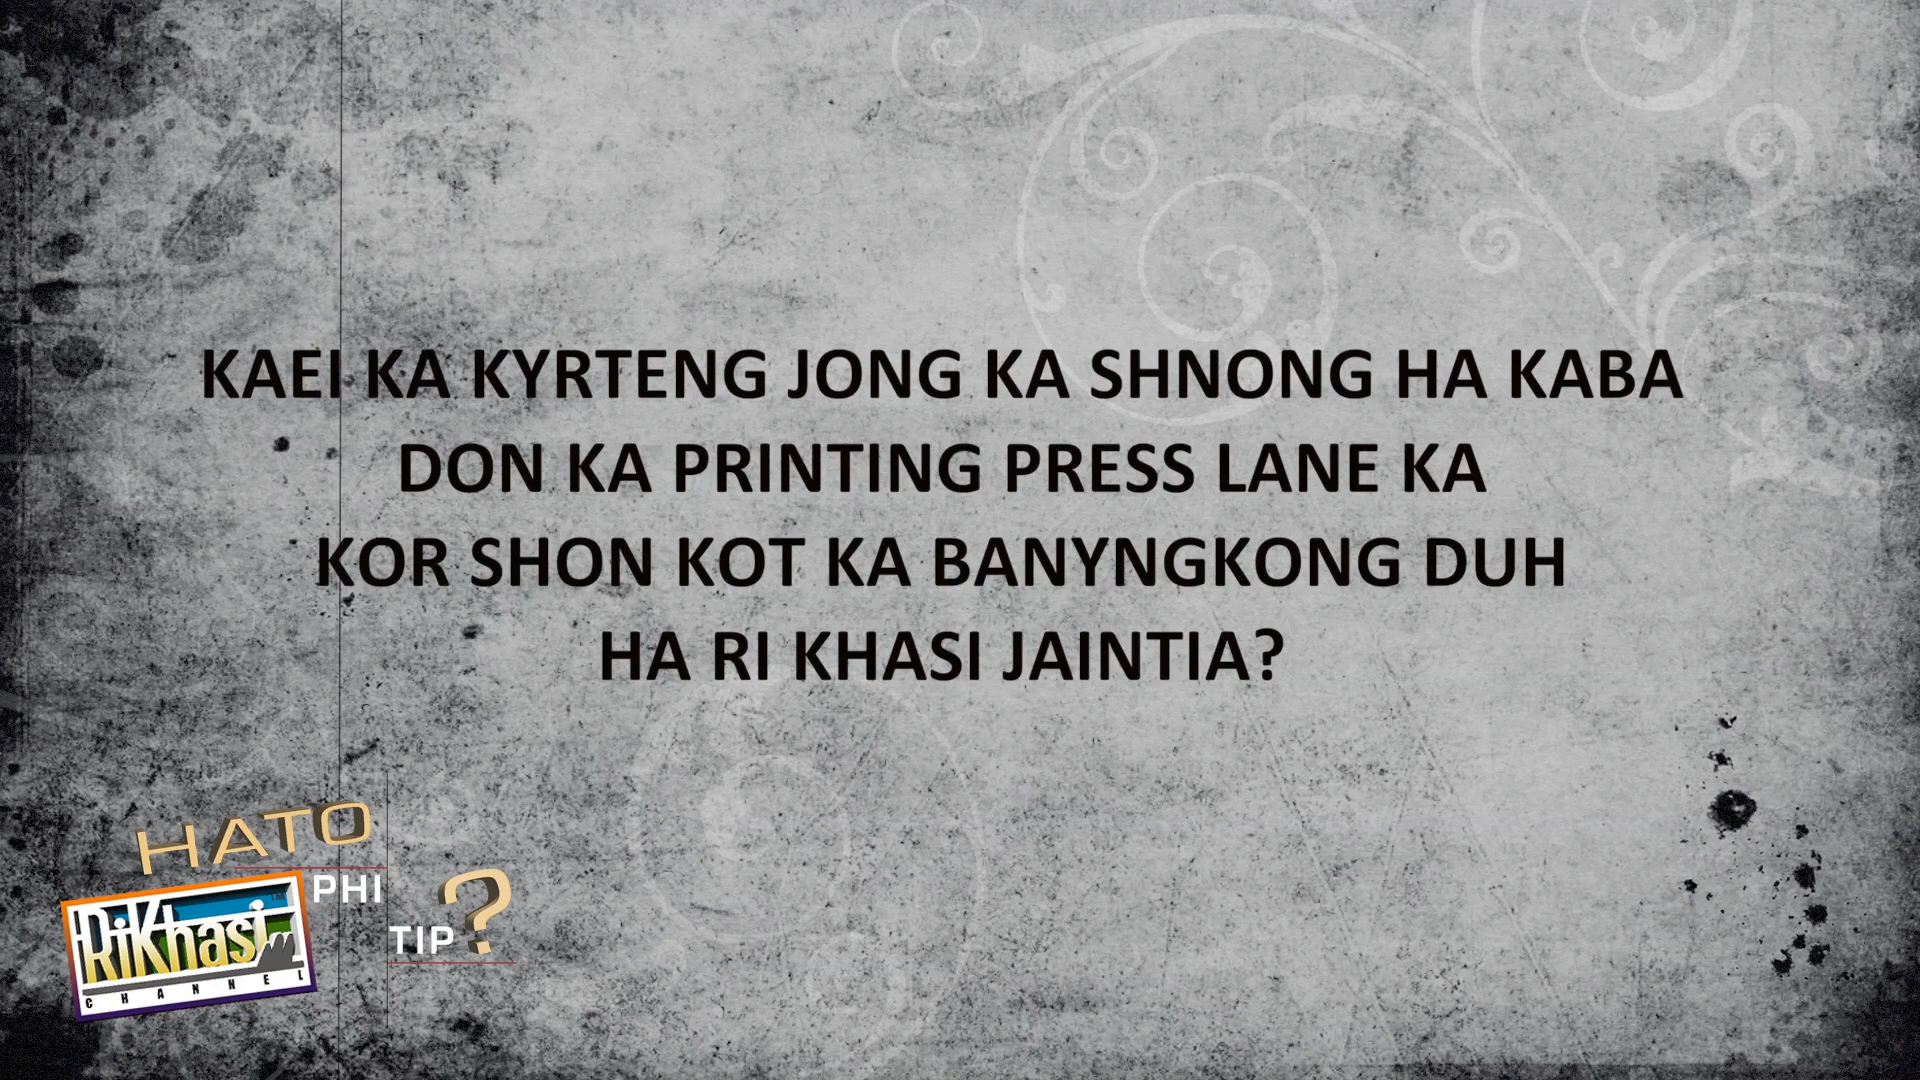 KAEI KA KYRTENG JONG KA SHNONG HA KABA
DON KA PRINTING PRESS LANE KA
KOR SHON KOT KA BANYNGKONG DUH
HA RI KHASI JAINTIA?
HATO
PHI
TIP?
RiKhasi TM
CHANNEL